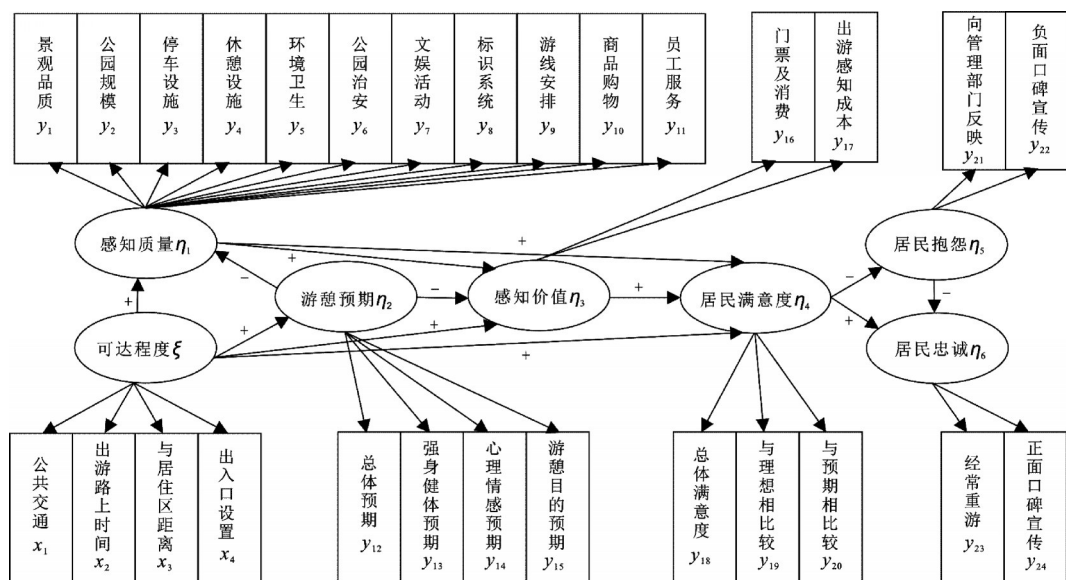 景观品质 y₁
公园规模 y₂
停车设施 y₃
休憩设施 y₄
环境卫生 y₅
公园治安 y₆
文娱活动 y₇
标识系统 y₈
游线安排 y₉
商品购物 y₁₀
员工服务 y₁₁
门票及消费 y₁₆
出游感知成本 y₁₇
向管理部门反映 y₂₁
负面口碑宣传 y₂₂
感知质量η₁
+
+
居民抱怨η₅
−
游憩预期η₂
−
感知价值η₃
+
居民满意度η₄
−
−
+
+
+
+
+
可达程度ξ
居民忠诚η₆
公共交通 x₁
出游路上时间 x₂
与居住区距离 x₃
出入口设置 x₄
总体预期 y₁₂
强身健体预期 y₁₃
心理情感预期 y₁₄
游憩目的预期 y₁₅
总体满意度 y₁₈
与理想相比较 y₁₉
与预期相比较 y₂₀
经常重游 y₂₃
正面口碑宣传 y₂₄